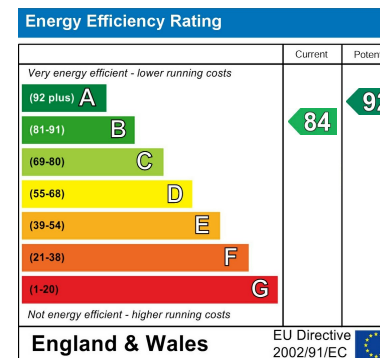 Energy Efficiency Rating
Current
Very energy efficient - lower running costs
(92 plus) A
(81-91) B
(69-80) C
(55-68) D
(39-54) E
(21-38) F
(1-20) G
84
Not energy efficient - higher running costs
England & Wales
EU Directive
2002/91/EC